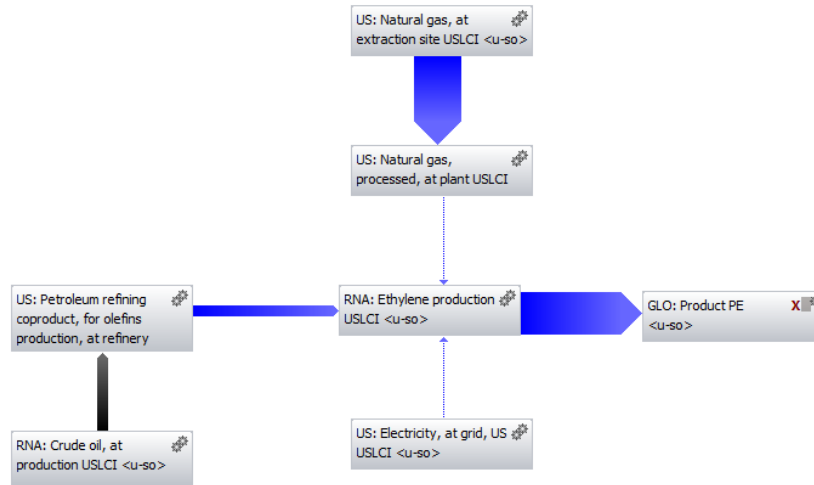 US: Natural gas, at
extraction site USLCI <u-so>
US: Natural gas,
processed, at plant USLCI
US: Petroleum refining
coproduct, for olefins
production, at refinery
RNA: Ethylene production
USLCI <u-so>
GLO: Product PE X
<u-so>
RNA: Crude oil, at
production USLCI <u-so>
US: Electricity, at grid, US
USLCI <u-so>